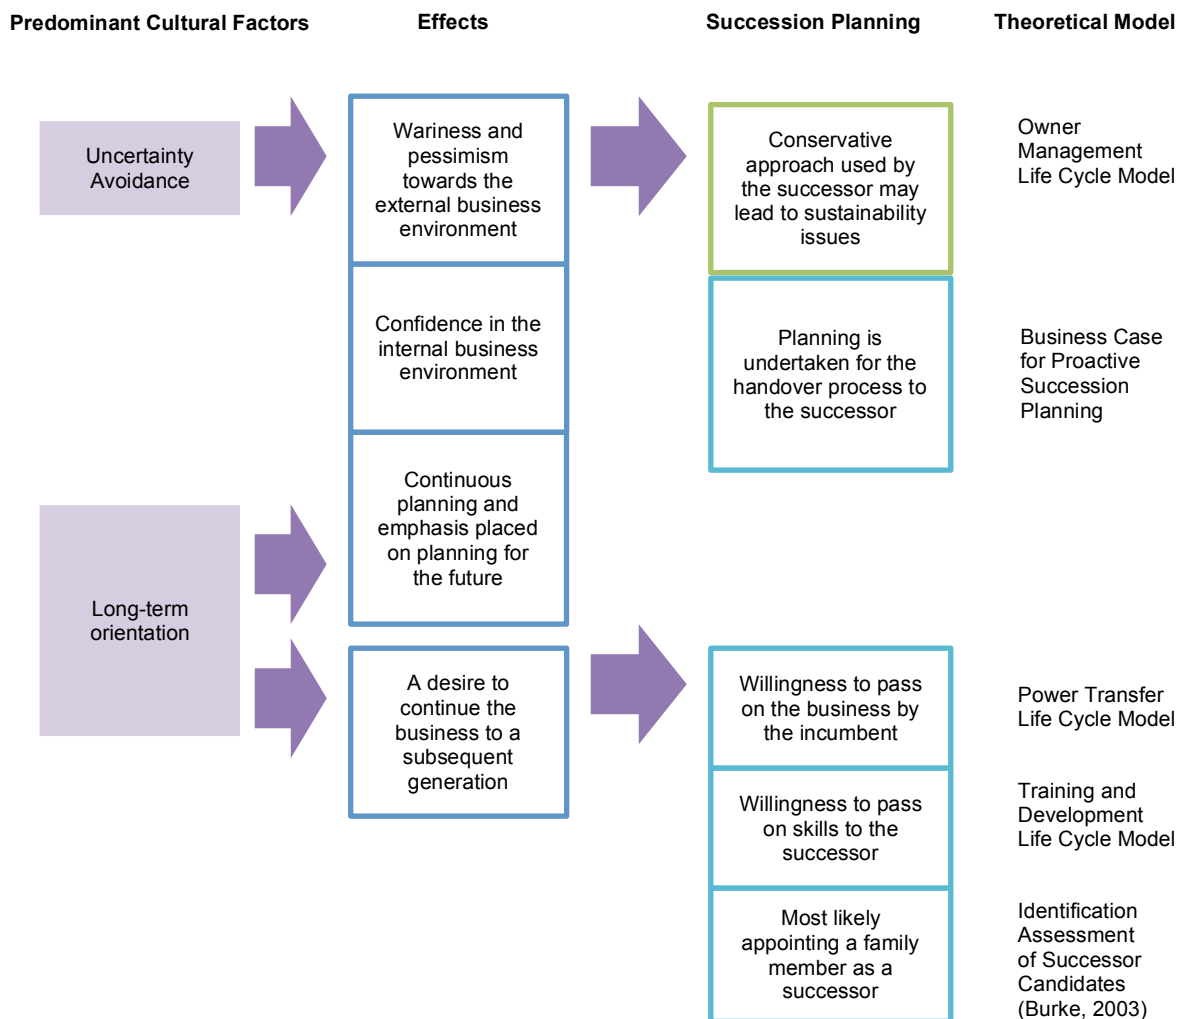 Predominant Cultural Factors
Effects
Succession Planning
Theoretical Model
Uncertainty
Avoidance
Wariness and
pessimism
towards the
external business
environment
Conservative
approach used by
the successor may
lead to sustainability
issues
Owner
Management
Life Cycle Model
Confidence in the
internal business
environment
Planning is
undertaken for the
handover process to
the successor
Business Case
for Proactive
Succession
Planning
Long-term
orientation
Continuous
planning and
emphasis placed
on planning for
the future
A desire to
continue the
business to a
subsequent
generation
Willingness to pass
on the business by
the incumbent
Power Transfer
Life Cycle Model
Willingness to pass
on skills to the
successor
Training and
Development
Life Cycle Model
Most likely
appointing a family
member as a
successor
Identification
Assessment
of Successor
Candidates
(Burke, 2003)